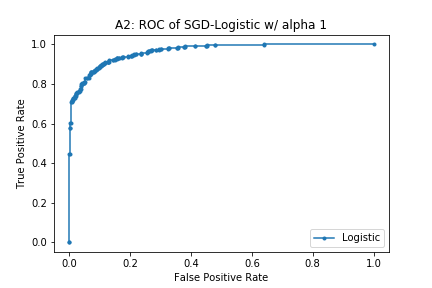 A2: ROC of SGD-Logistic w/ alpha 1
True Positive Rate
1.0
0.8
0.6
0.4
0.2
0.0
Logistic
0.0 0.2 0.4 0.6 0.8 1.0
False Positive Rate